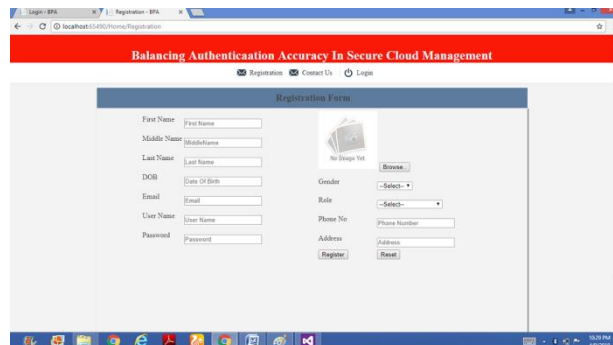 Login - BPA
Registration - BPA
localhost:65490/Home/Registration
Balancing Authenticaation Accuracy In Secure Cloud Management
Registration Contact Us Login
Registration Form
First Name First Name
Middle Name MiddleName
Last Name Last Name
DOB Date Of Birth
Email Email
User Name User Name
Password Password
No Image Yet
Browse...
Gender --Select--
Role --Select--
Phone No Phone Number
Address Address
Register Reset
10:29 PM